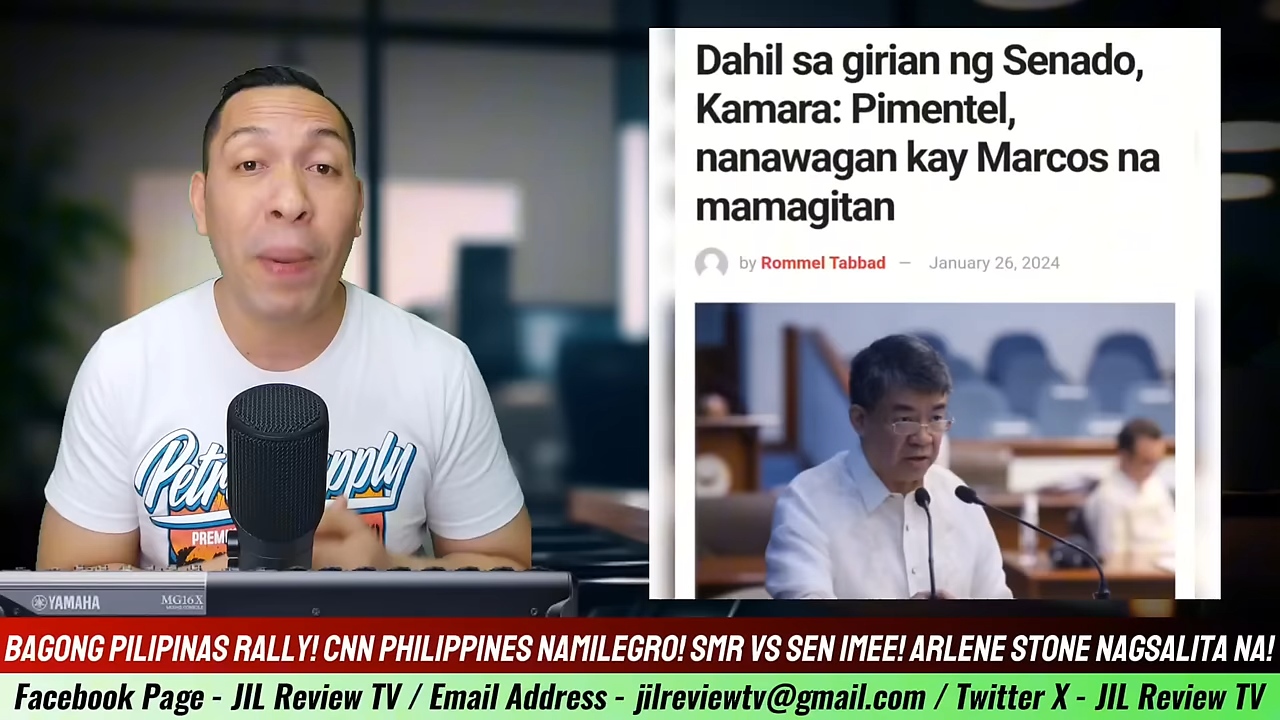 Dahil sa girian ng Senado,
Kamara: Pimentel,
nanawagan kay Marcos na
mamagitan
by Rommel Tabbad — January 26, 2024
YAMAHA
MG16X
BAGONG PILIPINAS RALLY! CNN PHILIPPINES NAMILEGRO! SMR VS SEN IMEE! ARLENE STONE NAGSALITA NA!
Facebook Page - JIL Review TV / Email Address - jilreviewtv@gmail.com / Twitter X - JIL Review TV